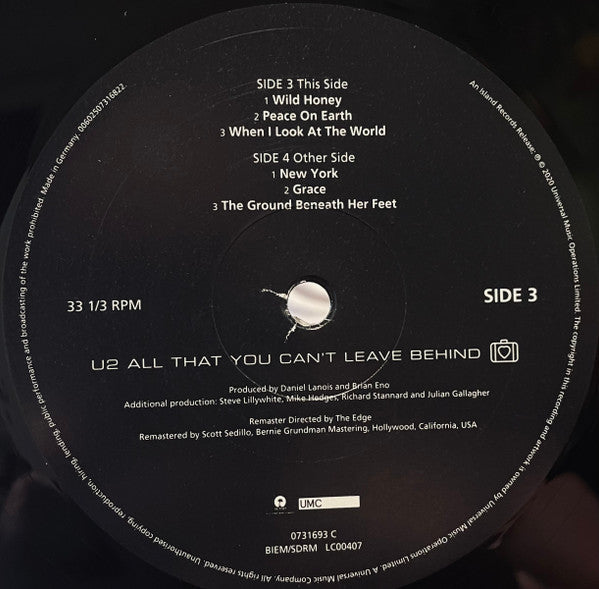 SIDE 3 This Side
1 Wild Honey
2 Peace On Earth
3 When I Look At The World
SIDE 4 Other Side
1 New York
2 Grace
3 The Ground Beneath Her Feet
33 1/3 RPM
SIDE 3
U2 ALL THAT YOU CAN'T LEAVE BEHIND
Produced by Daniel Lanois and Brian Eno
Additional production: Steve Lillywhite, Mike Hedges, Richard Stannard and Julian Gallagher
Remaster Directed by The Edge
Remastered by Scott Sedillo, Bernie Grundman Mastering, Hollywood, California, USA
UMC
0731693 C
BIEM/SDRM LC00407
An Island Records Release; ℗ © 2020 Universal Music Operations Limited. The copyright in this recording and artwork is owned by Universal Music Operations Limited. A Universal Music Company. All rights reserved. Unauthorised copying, reproduction, hiring, lending, public performance and broadcasting of the work prohibited. Made in Germany. 00602507316822.